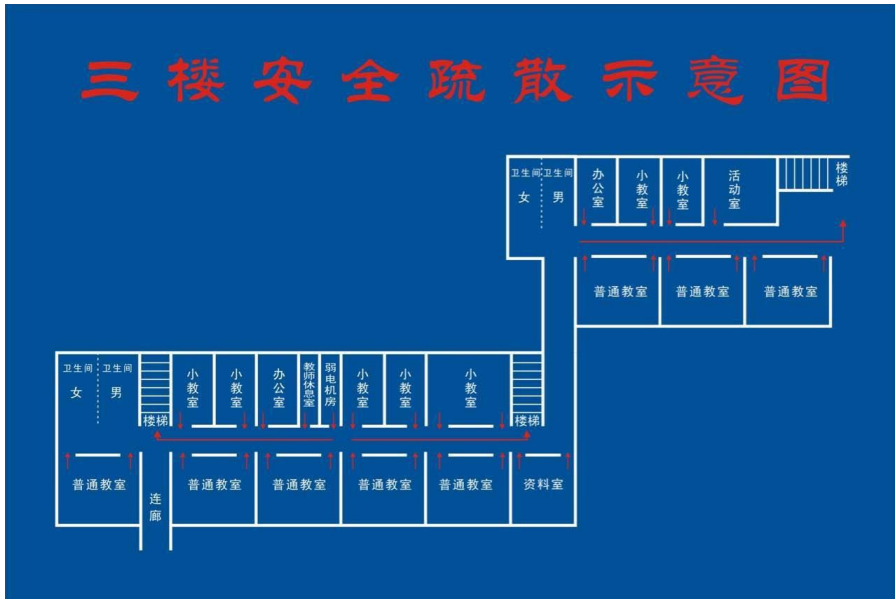 三楼安全疏散示意图
卫生间 女
卫生间 男
办公室
小教室
小教室
活动室
楼梯
普通教室
普通教室
普通教室
卫生间 女
卫生间 男
楼梯
小教室
小教室
办公室
教师休息室
弱电机房
小教室
小教室
小教室
楼梯
普通教室
连廊
普通教室
普通教室
普通教室
普通教室
资料室